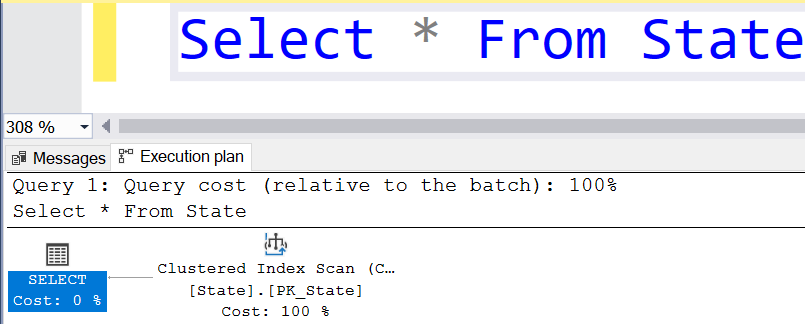 Select * From State
308 %
Messages
Execution plan
Query 1: Query cost (relative to the batch): 100%
Select * From State
SELECT
Cost: 0 %
Clustered Index Scan (C…
[State].[PK_State]
Cost: 100 %